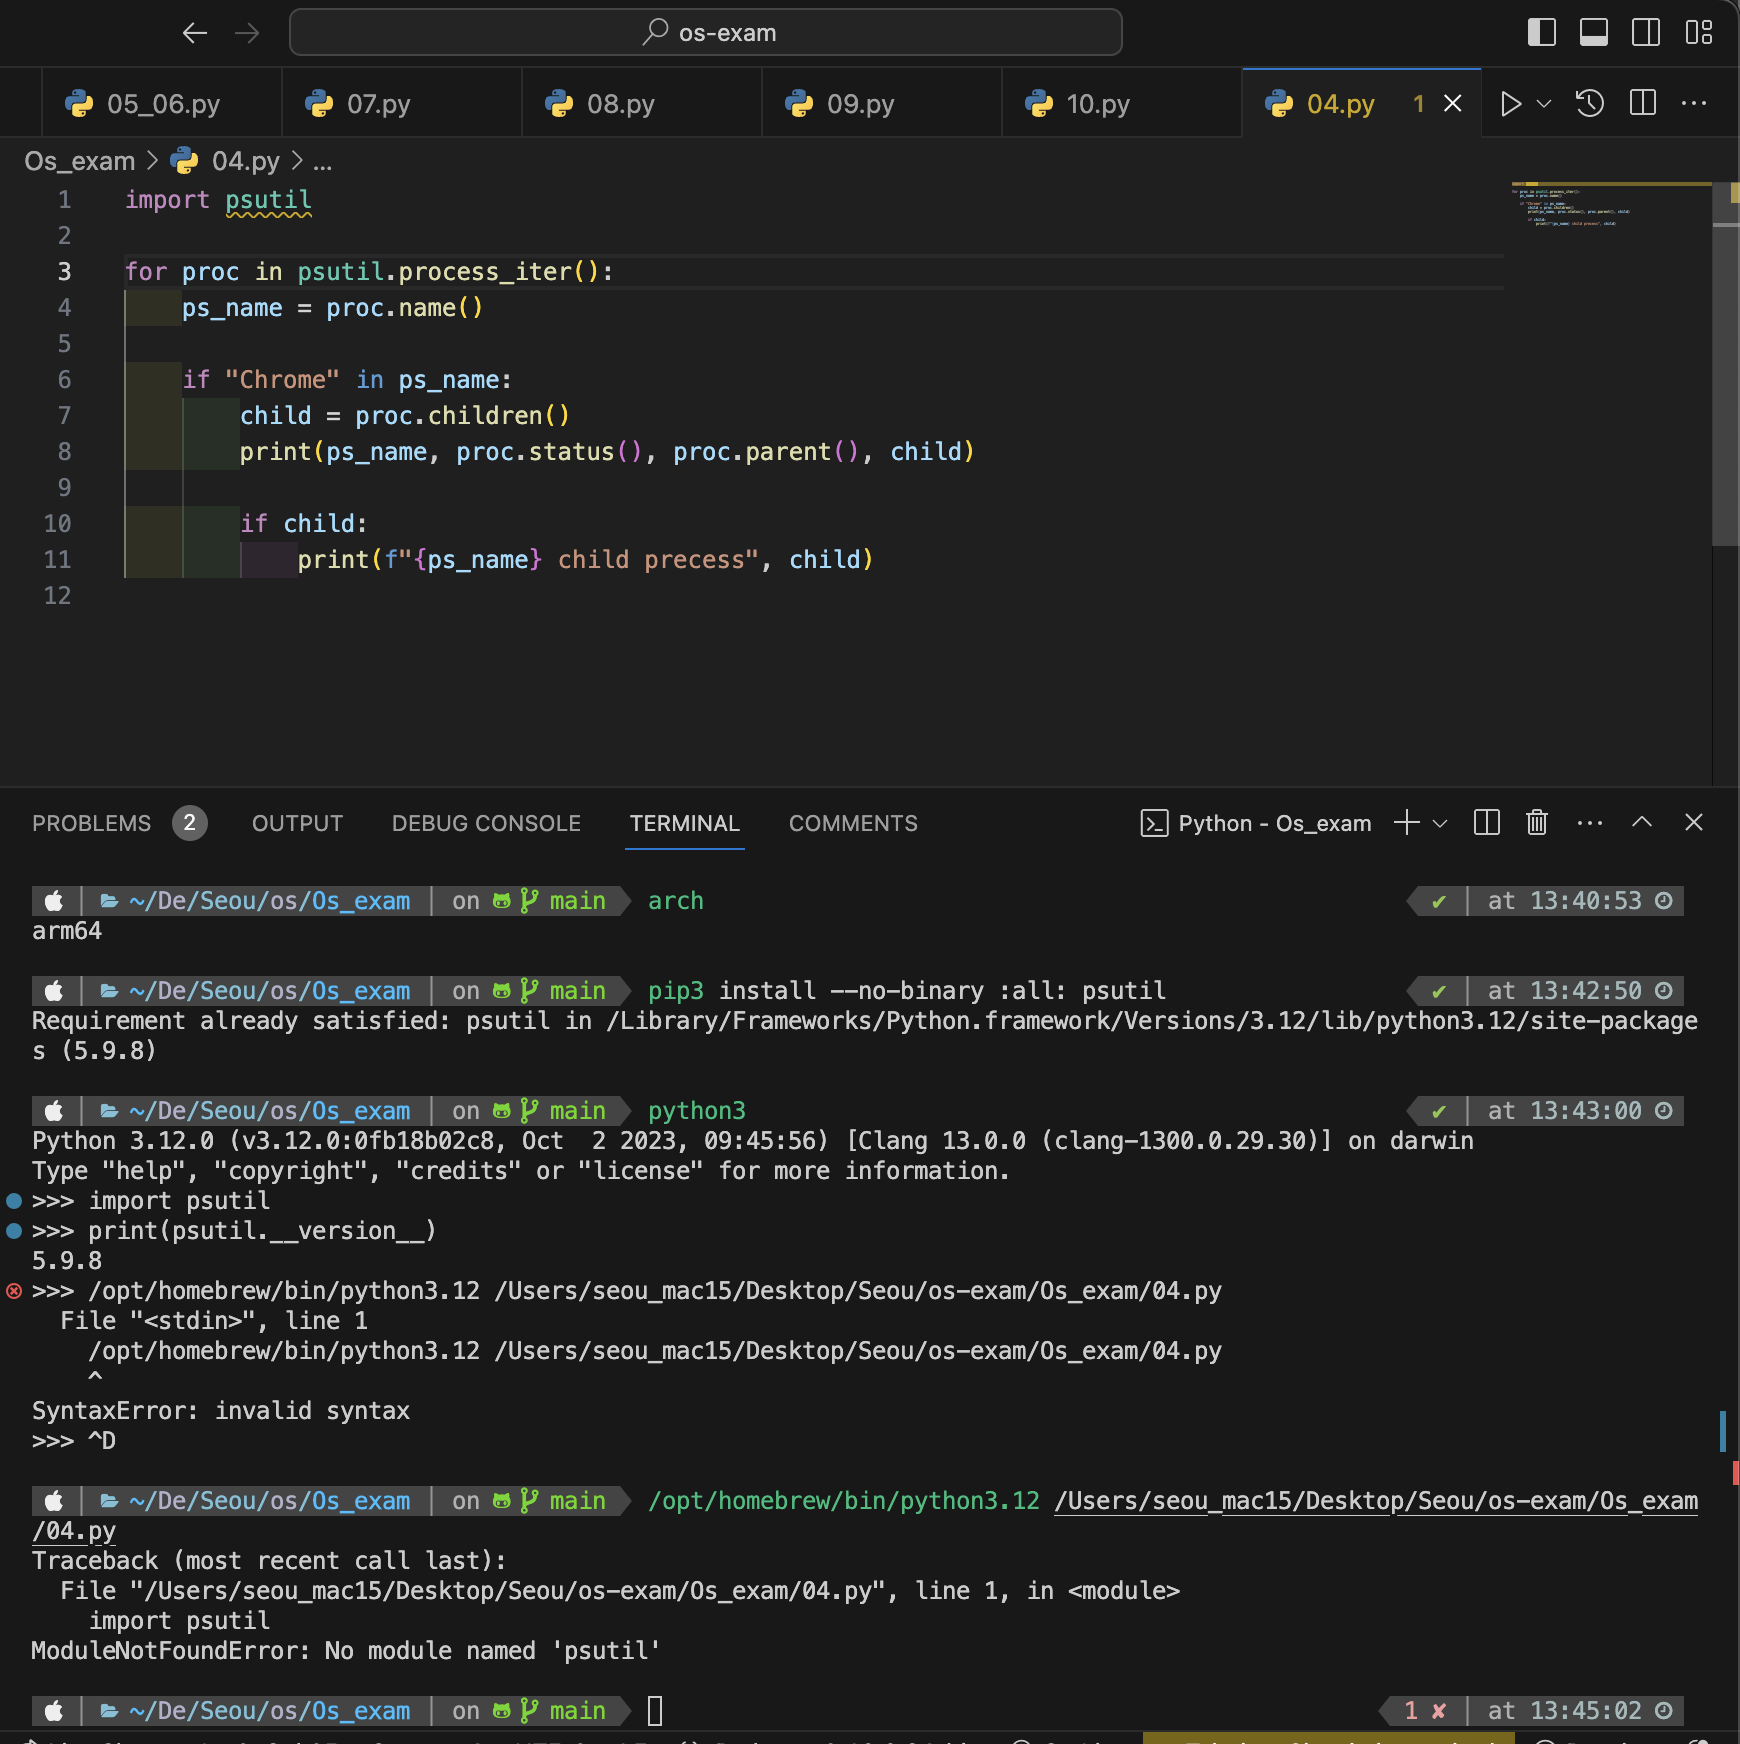 os-exam
05_06.py 07.py 08.py 09.py 10.py 04.py 1
Os_exam > 04.py > ...
1 import psutil
2
3 for proc in psutil.process_iter():
4     ps_name = proc.name()
5
6     if "Chrome" in ps_name:
7         child = proc.children()
8         print(ps_name, proc.status(), proc.parent(), child)
9
10         if child:
11             print(f"{ps_name} child precess", child)
12
PROBLEMS 2 OUTPUT DEBUG CONSOLE TERMINAL COMMENTS Python - Os_exam
~/De/Seou/os/Os_exam on main arch ✔ at 13:40:53
arm64
~/De/Seou/os/Os_exam on main pip3 install --no-binary :all: psutil ✔ at 13:42:50
Requirement already satisfied: psutil in /Library/Frameworks/Python.framework/Versions/3.12/lib/python3.12/site-package
s (5.9.8)
~/De/Seou/os/Os_exam on main python3 ✔ at 13:43:00
Python 3.12.0 (v3.12.0:0fb18b02c8, Oct  2 2023, 09:45:56) [Clang 13.0.0 (clang-1300.0.29.30)] on darwin
Type "help", "copyright", "credits" or "license" for more information.
>>> import psutil
>>> print(psutil.__version__)
5.9.8
>>> /opt/homebrew/bin/python3.12 /Users/seou_mac15/Desktop/Seou/os-exam/Os_exam/04.py
  File "<stdin>", line 1
    /opt/homebrew/bin/python3.12 /Users/seou_mac15/Desktop/Seou/os-exam/Os_exam/04.py
    ^
SyntaxError: invalid syntax
>>> ^D
~/De/Seou/os/Os_exam on main /opt/homebrew/bin/python3.12 /Users/seou_mac15/Desktop/Seou/os-exam/Os_exam
/04.py
Traceback (most recent call last):
  File "/Users/seou_mac15/Desktop/Seou/os-exam/Os_exam/04.py", line 1, in <module>
    import psutil
ModuleNotFoundError: No module named 'psutil'
~/De/Seou/os/Os_exam on main 1 ✘ at 13:45:02